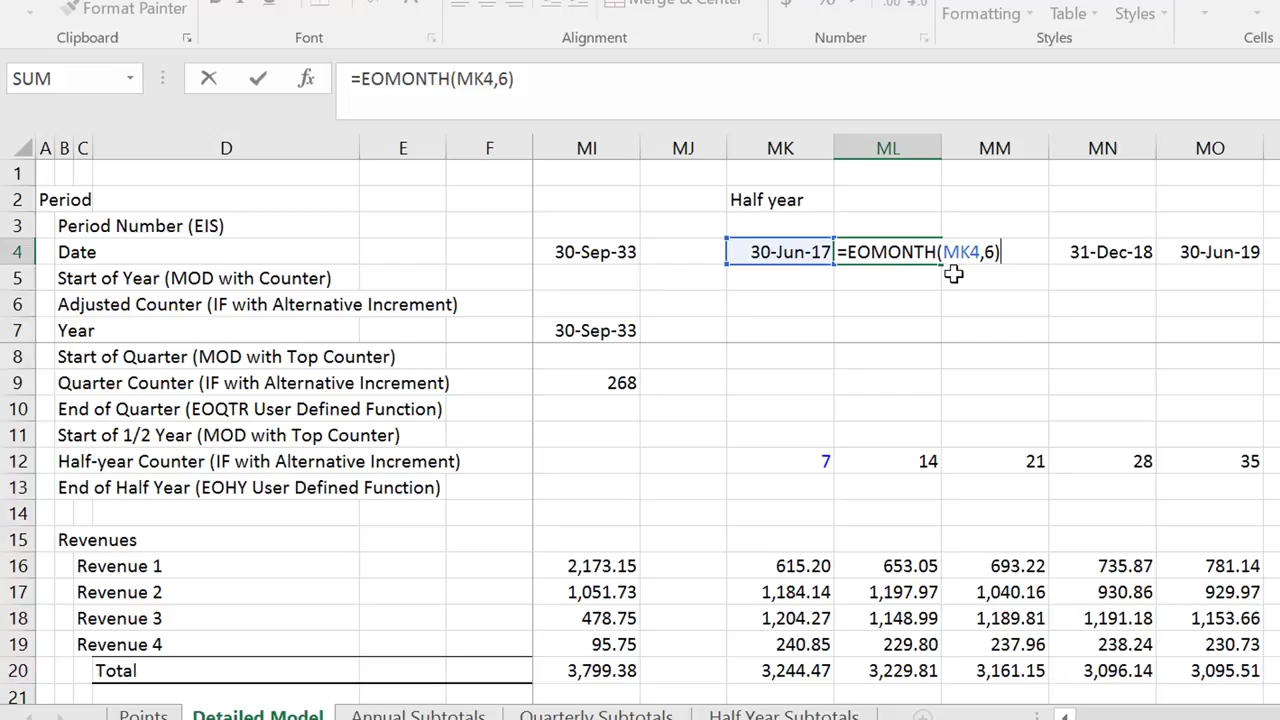 Format Painter Merge & Center Formatting Table Styles
Clipboard Font Alignment Number Styles Cells
SUM fx =EOMONTH(MK4,6)
A B C D E F MI MJ MK ML MM MN MO
1
2 Period Half year
3 Period Number (EIS)
4 Date 30-Sep-33 30-Jun-17 =EOMONTH(MK4,6) 31-Dec-18 30-Jun-19
5 Start of Year (MOD with Counter)
6 Adjusted Counter (IF with Alternative Increment)
7 Year 30-Sep-33
8 Start of Quarter (MOD with Top Counter)
9 Quarter Counter (IF with Alternative Increment) 268
10 End of Quarter (EOQTR User Defined Function)
11 Start of 1/2 Year (MOD with Top Counter)
12 Half-year Counter (IF with Alternative Increment) 7 14 21 28 35
13 End of Half Year (EOHY User Defined Function)
14
15 Revenues
16 Revenue 1 2,173.15 615.20 653.05 693.22 735.87 781.14
17 Revenue 2 1,051.73 1,184.14 1,197.97 1,040.16 930.86 929.97
18 Revenue 3 478.75 1,204.27 1,148.99 1,189.81 1,191.18 1,153.66
19 Revenue 4 95.75 240.85 229.80 237.96 238.24 230.73
20 Total 3,799.38 3,244.47 3,229.81 3,161.15 3,096.14 3,095.51
21
Points Detailed Model Annual Subtotals Quarterly Subtotals Half Year Subtotals